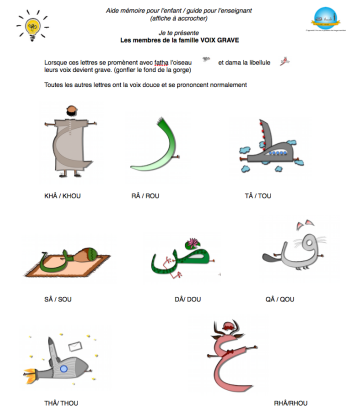 Aide mémoire pour l'enfant / guide pour l'enseignant
(affiche à accrocher)
Je te présente
Les membres de la famille VOIX GRAVE
Lorsque ces lettres se promènent avec fatha l'oiseau et dama la libellule
leurs voix devient grave. (gonfler le fond de la gorge)
Toutes les autres lettres ont la voix douce et se prononcent normalement
KHÂ / KHOU
RÂ / ROU
TÂ / TOU
SÂ / SOU
DÂ/ DOU
QÂ / QOU
THÂ/ THOU
RHÂ/RHOU